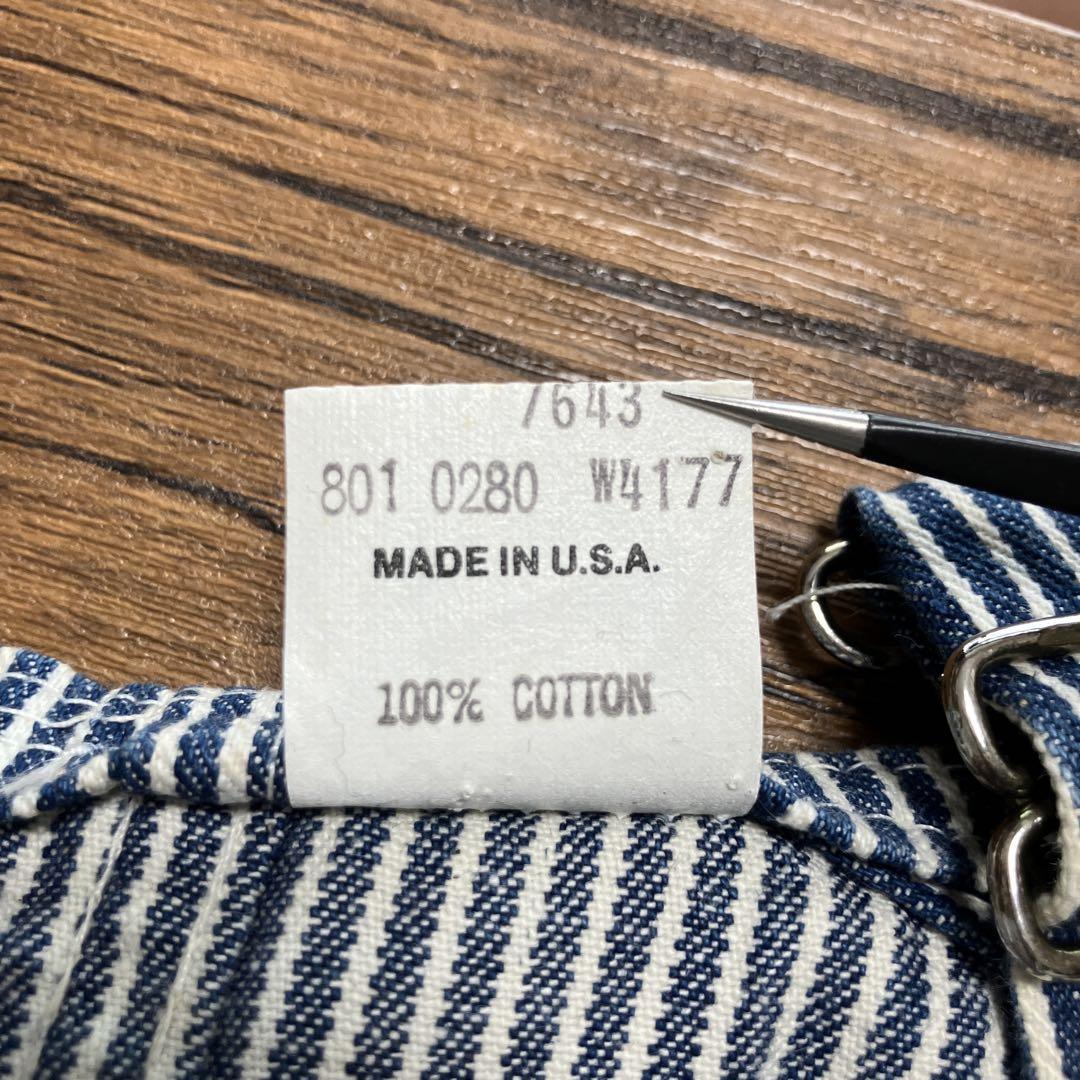 7643
801 0280 W4177
MADE IN U.S.A.
100% COTTON